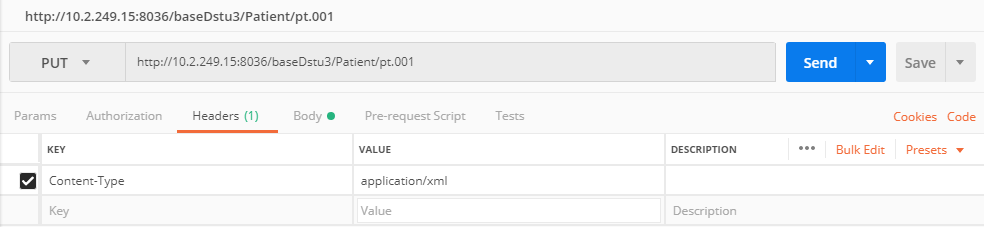 http://10.2.249.15:8036/baseDstu3/Patient/pt.001
PUT http://10.2.249.15:8036/baseDstu3/Patient/pt.001 Send Save
Params Authorization Headers (1) Body Pre-request Script Tests Cookies Code
KEY VALUE DESCRIPTION ••• Bulk Edit Presets
Content-Type application/xml
Key Value Description